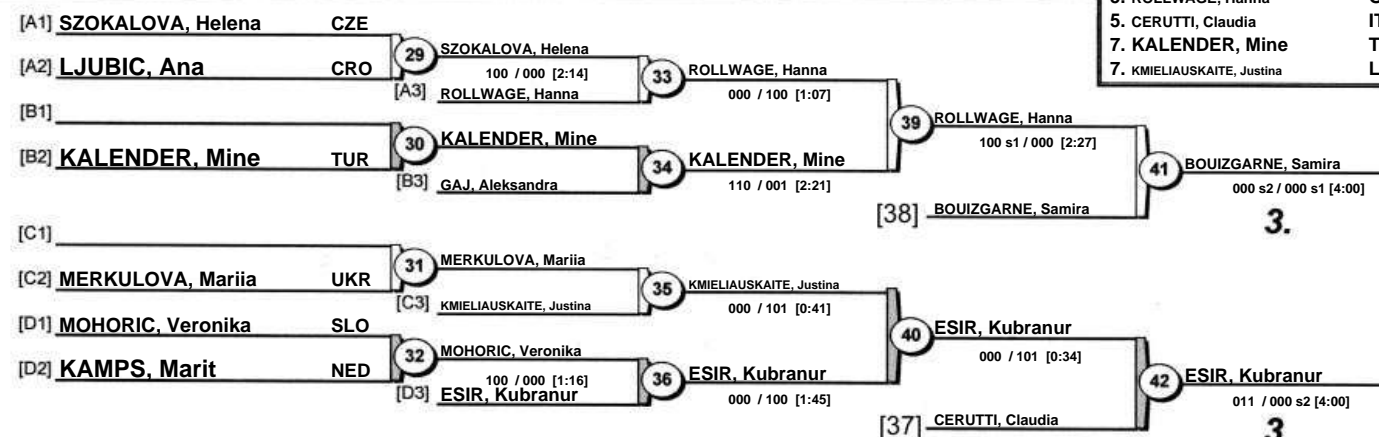 5. CERUTTI, Claudia
7. KALENDER, Mine
7. KMIELIAUSKAITE, Justina
[A1] SZOKALOVA, Helena CZE
[A2] LJUBIC, Ana CRO
29
SZOKALOVA, Helena
100 / 000 [2:14]
[A3] ROLLWAGE, Hanna
33
ROLLWAGE, Hanna
000 / 100 [1:07]
[B1]
[B2] KALENDER, Mine TUR
30
KALENDER, Mine
[B3] GAJ, Aleksandra
34
KALENDER, Mine
110 / 001 [2:21]
39
ROLLWAGE, Hanna
100 s1 / 000 [2:27]
[38] BOUIZGARNE, Samira
41
BOUIZGARNE, Samira
000 s2 / 000 s1 [4:00]
3.
[C1]
[C2] MERKULOVA, Mariia UKR
31
MERKULOVA, Mariia
[C3] KMIELIAUSKAITE, Justina
35
KMIELIAUSKAITE, Justina
000 / 101 [0:41]
[D1] MOHORIC, Veronika SLO
[D2] KAMPS, Marit NED
32
MOHORIC, Veronika
100 / 000 [1:16]
[D3] ESIR, Kubranur
36
ESIR, Kubranur
000 / 100 [1:45]
40
ESIR, Kubranur
000 / 101 [0:34]
[37] CERUTTI, Claudia
42
ESIR, Kubranur
011 / 000 s2 [4:00]
3